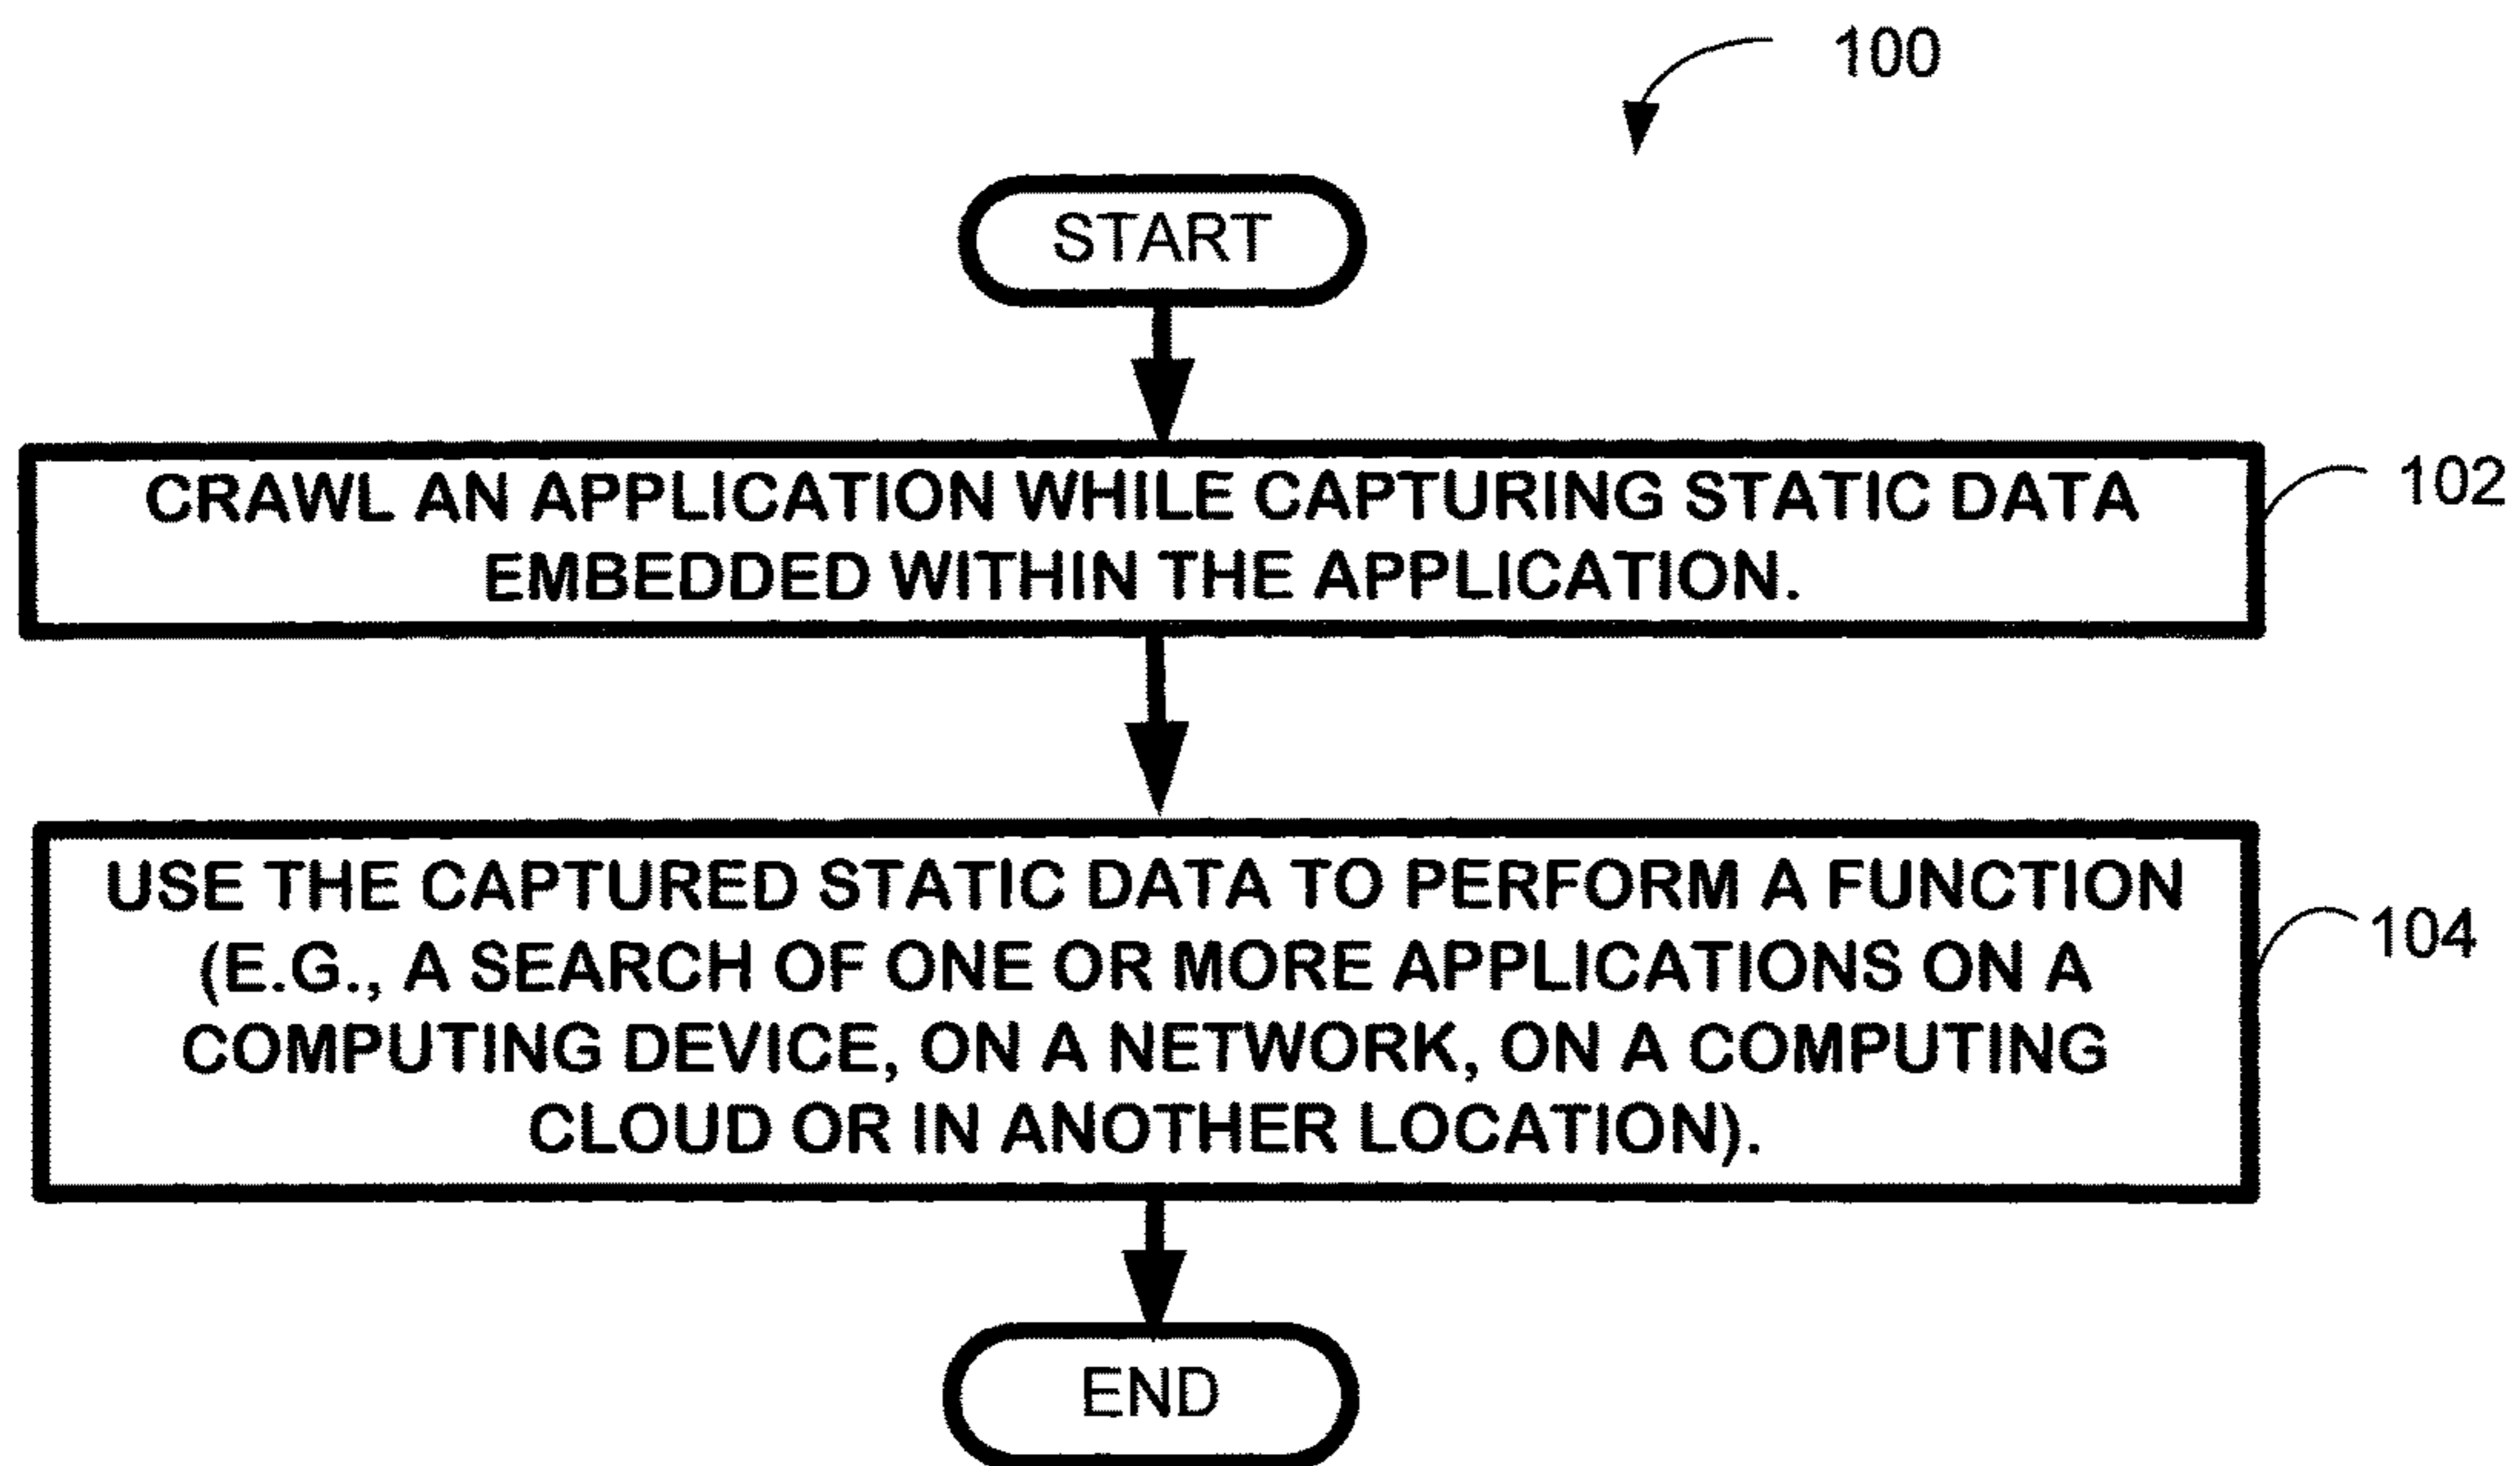 100
START
CRAWL AN APPLICATION WHILE CAPTURING STATIC DATA
EMBEDDED WITHIN THE APPLICATION.
102
USE THE CAPTURED STATIC DATA TO PERFORM A FUNCTION
(E.G., A SEARCH OF ONE OR MORE APPLICATIONS ON A
COMPUTING DEVICE, ON A NETWORK, ON A COMPUTING
CLOUD OR IN ANOTHER LOCATION).
104
END